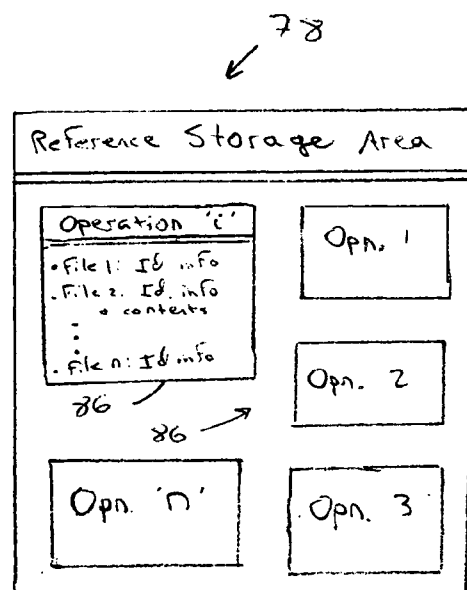 78
Reference Storage Area
Operation 'i'
• File 1: Id info
• File 2: Id. info
+ contents
• File n: Id info
86
86
Opn. 1
Opn. 2
Opn. 'n'
Opn. 3